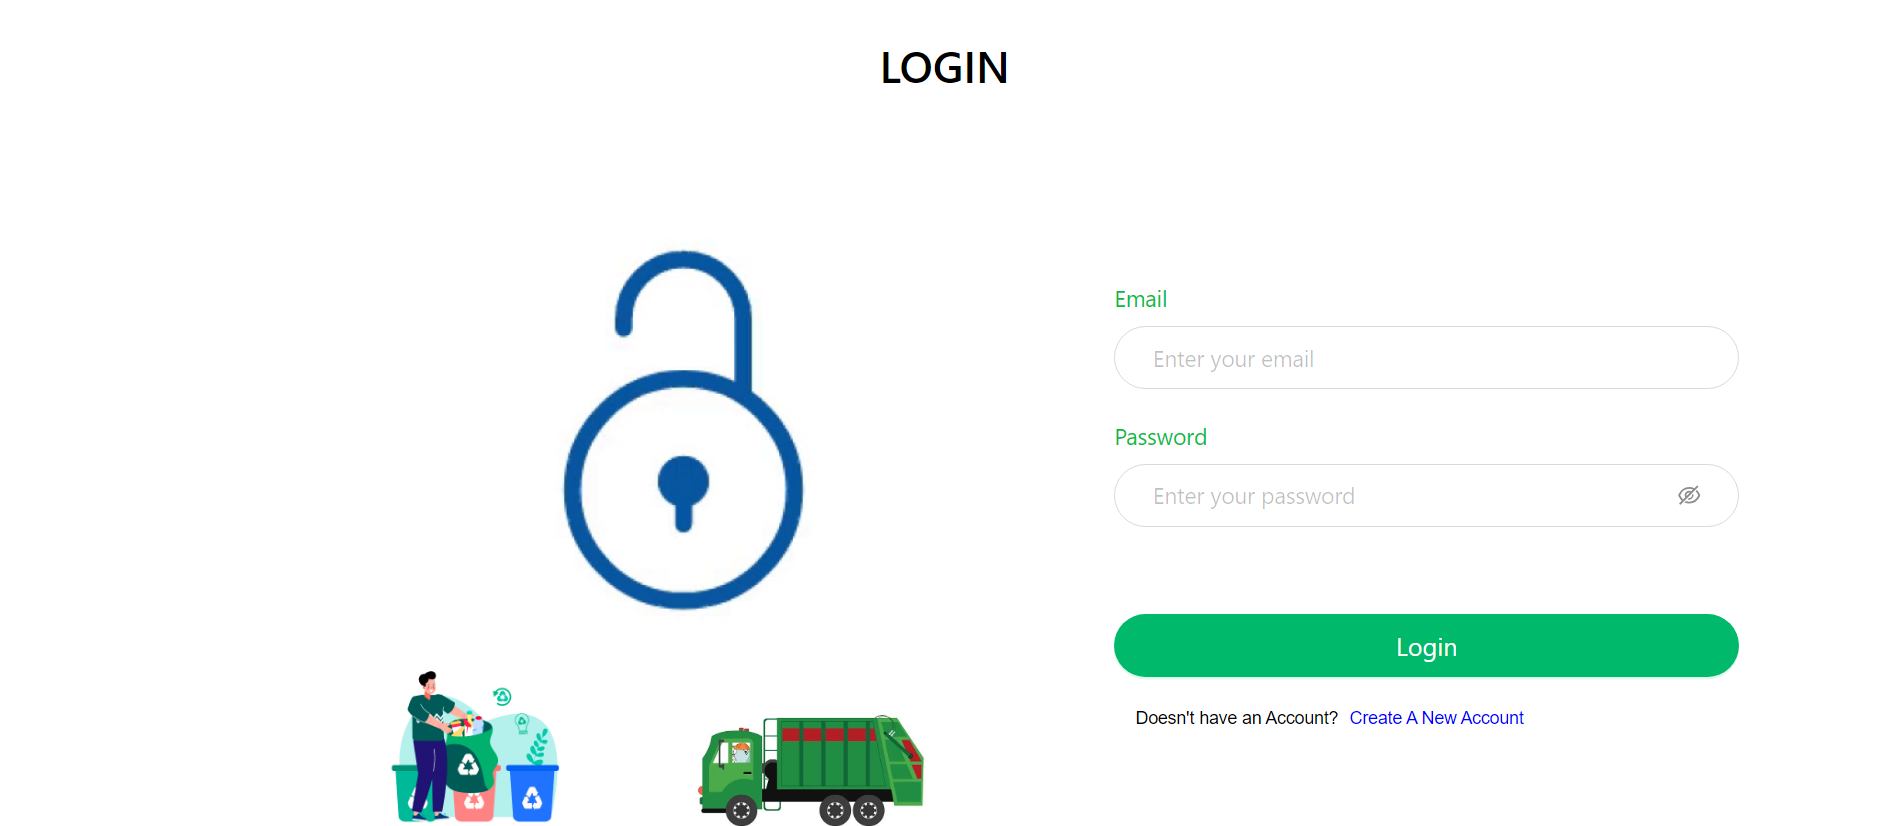 LOGIN
Email
Enter your email
Password
Enter your password
Login
Doesn't have an Account? Create A New Account